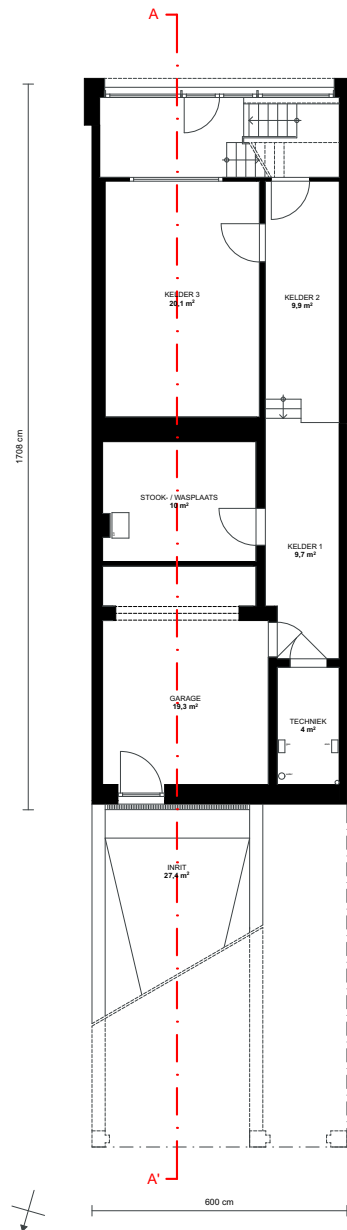 A
KELDER 3
20,1 m²
KELDER 2
9,9 m²
1708 cm
STOOK- / WASPLAATS
10 m²
KELDER 1
9,7 m²
GARAGE
19,3 m²
TECHNIEK
4 m²
INRIT
27,4 m²
A'
600 cm